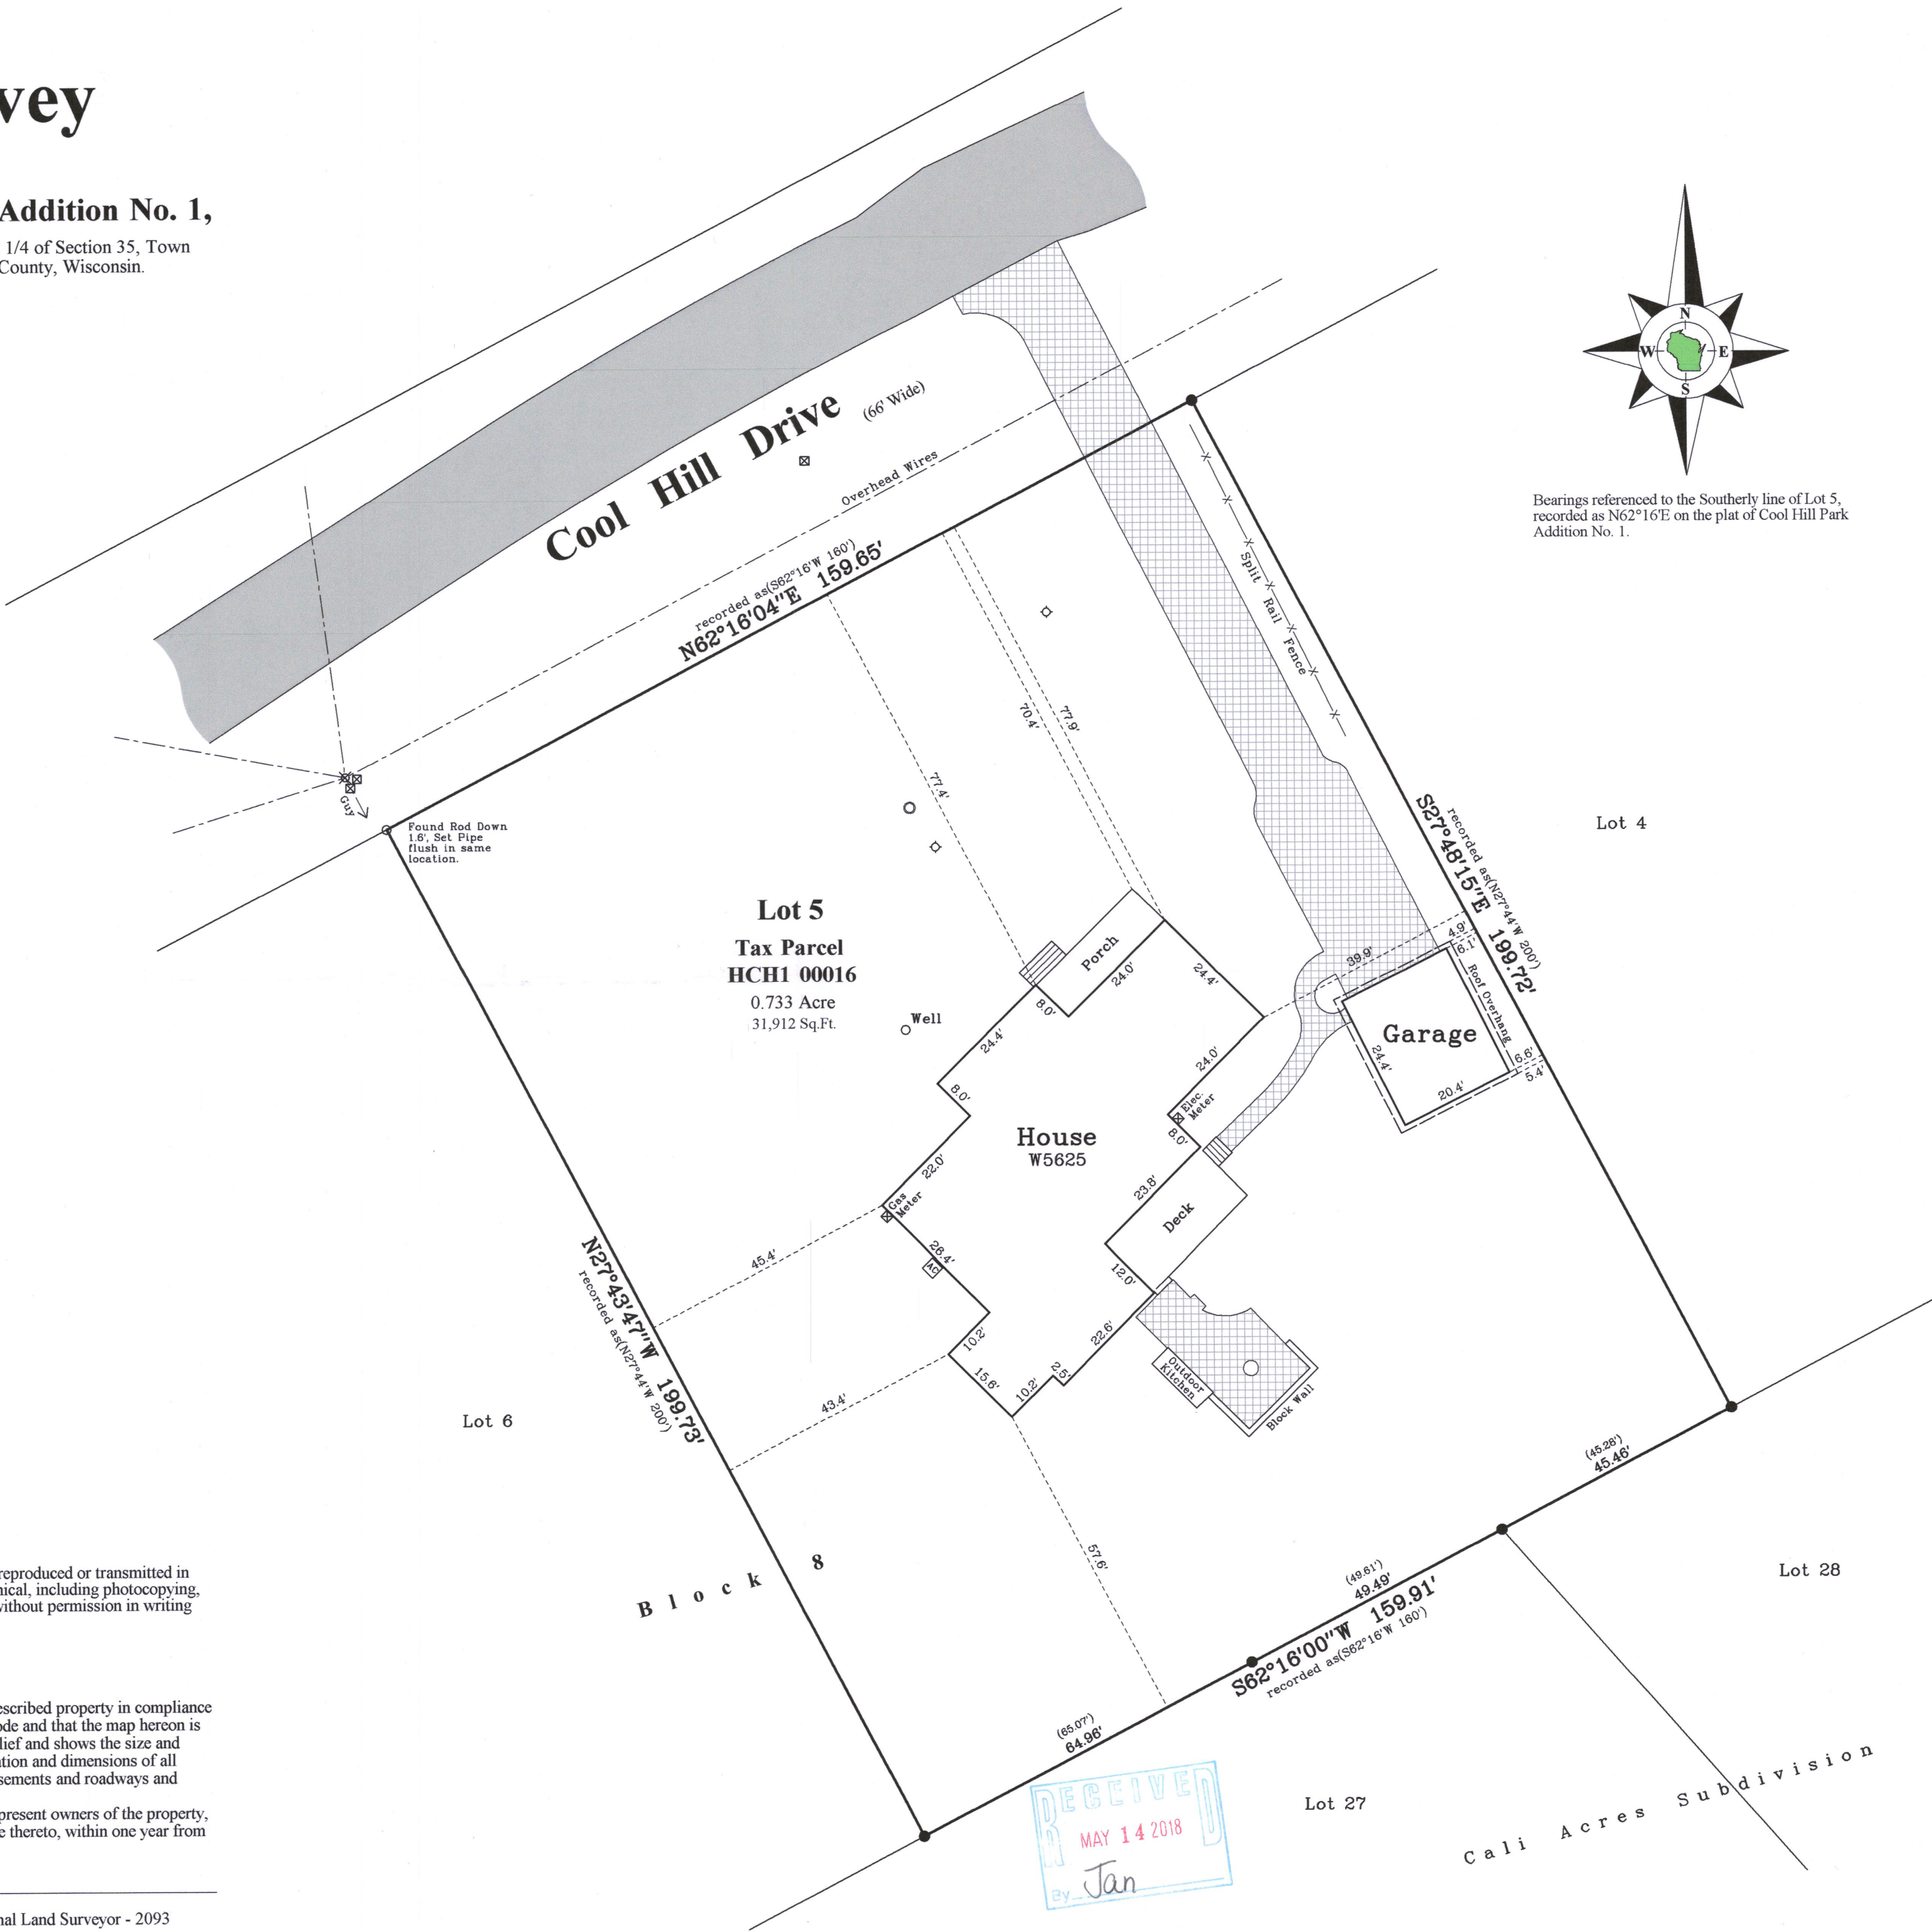 vey
Addition No. 1,
1/4 of Section 35, Town
County, Wisconsin.
Cool Hill Drive (66' Wide)
Overhead Wires
recorded as(S62°16'W 160')
N62°16'04"E 159.65'
N
W E
S
Bearings referenced to the Southerly line of Lot 5,
recorded as N62°16'E on the plat of Cool Hill Park
Addition No. 1.
Guy
Found Rod Down
1.6', Set Pipe
flush in same
location.
Split Rail Fence
77.4'
70.4'
77.9'
Lot 5
Tax Parcel
HCH1 00016
0.733 Acre
31,912 Sq.Ft.
Well
Lot 4
recorded as(N27°44'W 200')
S27°48'15"E 199.72'
Porch
24.0'
24.4'
8.0'
24.4'
8.0'
22.0'
Gas
Meter
26.4'
AC
House
W5625
24.0'
Elec.
Meter
8.0'
23.8'
Deck
12.0'
22.6'
2.5'
10.2'
15.6'
10.2'
39.9'
4.9'
6.1'
Roof Overhang
Garage
24.4'
20.4'
6.6'
5.4'
Outdoor
Kitchen
Block Wall
45.4'
43.4'
N27°43'47"W 199.73'
recorded as(N27°44'W 200')
Lot 6
Block 8
57.6'
(45.28')
45.46'
(49.61')
49.49'
S62°16'00"W 159.91'
recorded as(S62°16'W 160')
(65.07')
64.96'
Lot 28
Lot 27
Cali Acres Subdivision
RECEIVED
MAY 14 2018
By Jan
reproduced or transmitted in
nical, including photocopying,
without permission in writing
escribed property in compliance
ode and that the map hereon is
lief and shows the size and
ation and dimensions of all
sements and roadways and
present owners of the property,
e thereto, within one year from
nal Land Surveyor - 2093